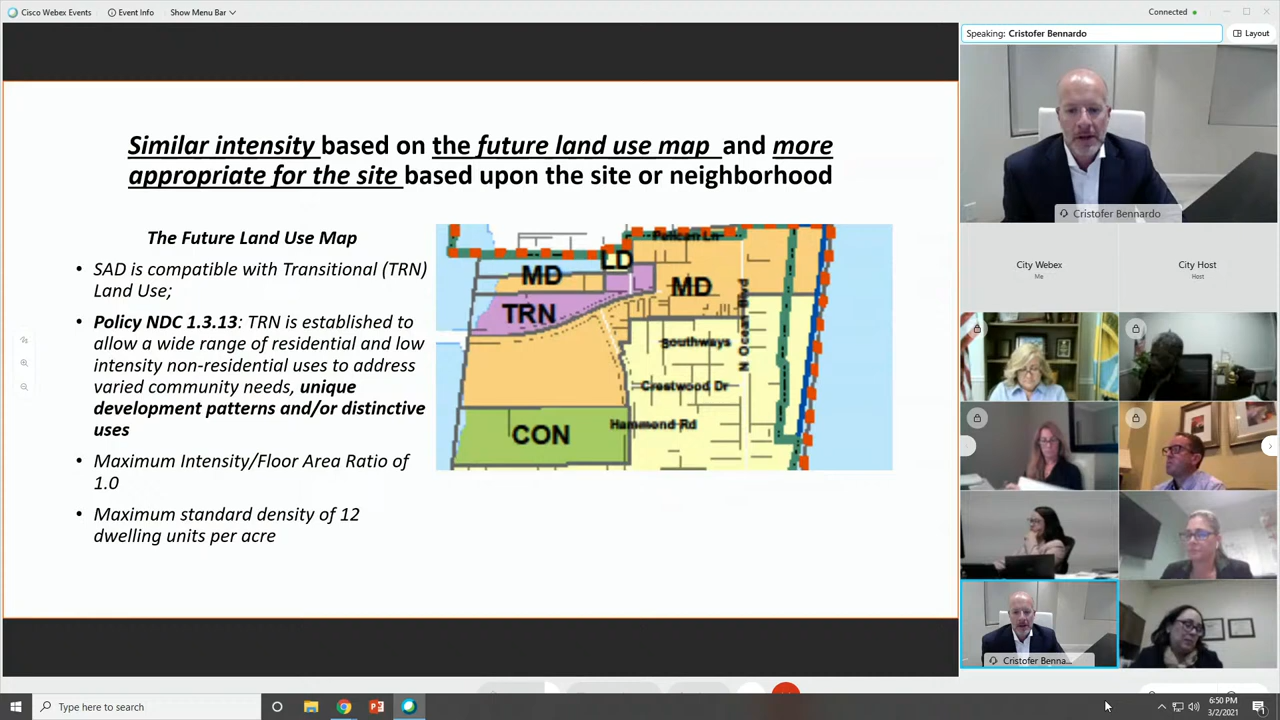 Cisco Webex Events
Event Info
Show Menu Bar
Connected
Speaking: Cristofer Bennardo
Layout
Similar intensity based on the future land use map and more
appropriate for the site based upon the site or neighborhood
The Future Land Use Map
• SAD is compatible with Transitional (TRN)
Land Use;
• Policy NDC 1.3.13: TRN is established to
allow a wide range of residential and low
intensity non-residential uses to address
varied community needs, unique
development patterns and/or distinctive
uses
• Maximum Intensity/Floor Area Ratio of
1.0
• Maximum standard density of 12
dwelling units per acre
Pelican Ln
LD
MD
MD
TRN
N Ocean Blvd
Southways
Crestwood Dr
Hammond Rd
CON
Cristofer Bennardo
City Webex
Me
City Host
Host
Cristofer Benna...
Type here to search
6:50 PM
3/2/2021
1